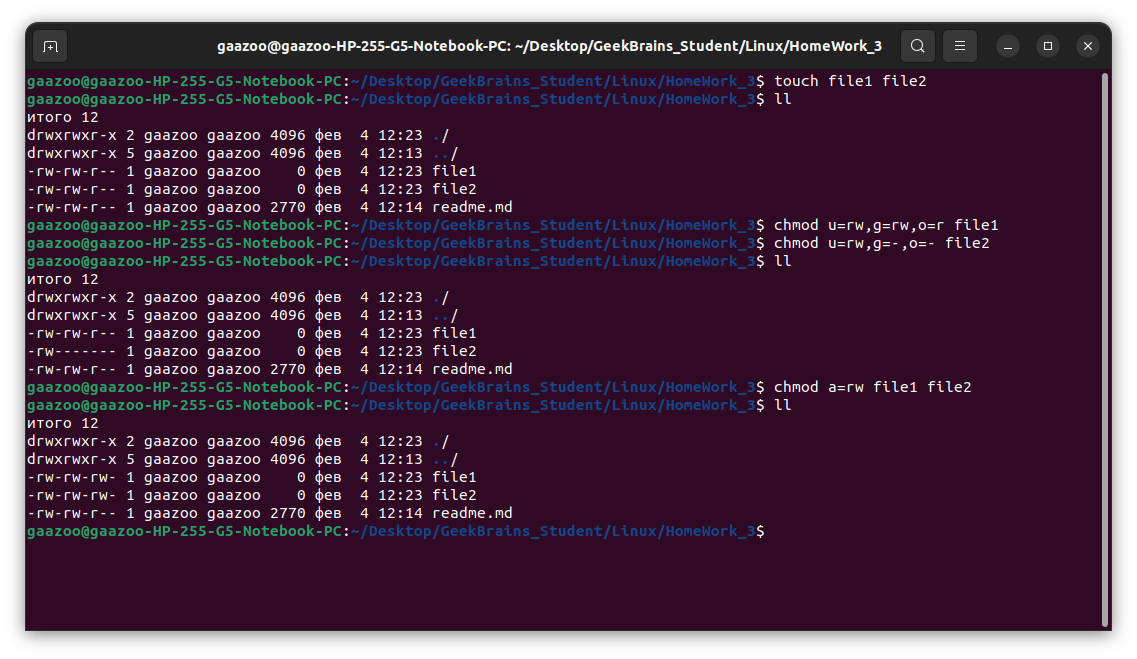 gaazoo@gaazoo-HP-255-G5-Notebook-PC: ~/Desktop/GeekBrains_Student/Linux/HomeWork_3
gaazoo@gaazoo-HP-255-G5-Notebook-PC:~/Desktop/GeekBrains_Student/Linux/HomeWork_3$ touch file1 file2
gaazoo@gaazoo-HP-255-G5-Notebook-PC:~/Desktop/GeekBrains_Student/Linux/HomeWork_3$ ll
итого 12
drwxrwxr-x 2 gaazoo gaazoo 4096 фев  4 12:23 ./
drwxrwxr-x 5 gaazoo gaazoo 4096 фев  4 12:13 ../
-rw-rw-r-- 1 gaazoo gaazoo    0 фев  4 12:23 file1
-rw-rw-r-- 1 gaazoo gaazoo    0 фев  4 12:23 file2
-rw-rw-r-- 1 gaazoo gaazoo 2770 фев  4 12:14 readme.md
gaazoo@gaazoo-HP-255-G5-Notebook-PC:~/Desktop/GeekBrains_Student/Linux/HomeWork_3$ chmod u=rw,g=rw,o=r file1
gaazoo@gaazoo-HP-255-G5-Notebook-PC:~/Desktop/GeekBrains_Student/Linux/HomeWork_3$ chmod u=rw,g=-,o=- file2
gaazoo@gaazoo-HP-255-G5-Notebook-PC:~/Desktop/GeekBrains_Student/Linux/HomeWork_3$ ll
итого 12
drwxrwxr-x 2 gaazoo gaazoo 4096 фев  4 12:23 ./
drwxrwxr-x 5 gaazoo gaazoo 4096 фев  4 12:13 ../
-rw-rw-r-- 1 gaazoo gaazoo    0 фев  4 12:23 file1
-rw------- 1 gaazoo gaazoo    0 фев  4 12:23 file2
-rw-rw-r-- 1 gaazoo gaazoo 2770 фев  4 12:14 readme.md
gaazoo@gaazoo-HP-255-G5-Notebook-PC:~/Desktop/GeekBrains_Student/Linux/HomeWork_3$ chmod a=rw file1 file2
gaazoo@gaazoo-HP-255-G5-Notebook-PC:~/Desktop/GeekBrains_Student/Linux/HomeWork_3$ ll
итого 12
drwxrwxr-x 2 gaazoo gaazoo 4096 фев  4 12:23 ./
drwxrwxr-x 5 gaazoo gaazoo 4096 фев  4 12:13 ../
-rw-rw-rw- 1 gaazoo gaazoo    0 фев  4 12:23 file1
-rw-rw-rw- 1 gaazoo gaazoo    0 фев  4 12:23 file2
-rw-rw-r-- 1 gaazoo gaazoo 2770 фев  4 12:14 readme.md
gaazoo@gaazoo-HP-255-G5-Notebook-PC:~/Desktop/GeekBrains_Student/Linux/HomeWork_3$